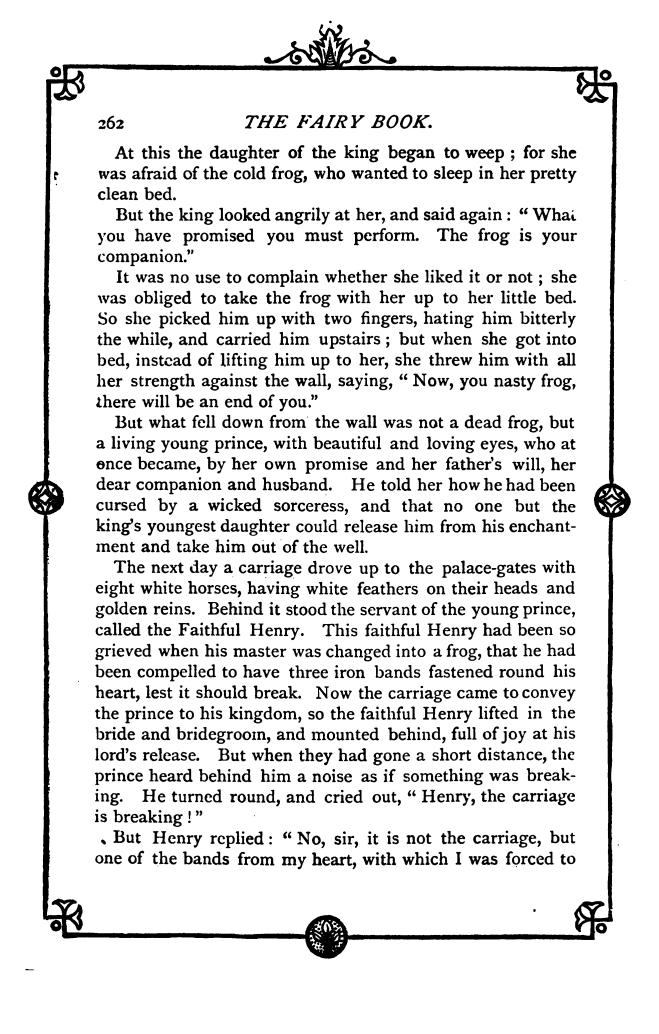 262 THE FAIRY BOOK.
At this the daughter of the king began to weep ; for she
was afraid of the cold frog, who wanted to sleep in her pretty
clean bed.
But the king looked angrily at her, and said again : “ What
you have promised you must perform. The frog is your
companion.”
It was no use to complain whether she liked it or not ; she
was obliged to take the frog with her up to her little bed.
So she picked him up with two fingers, hating him bitterly
the while, and carried him upstairs ; but when she got into
bed, instead of lifting him up to her, she threw him with all
her strength against the wall, saying, “ Now, you nasty frog,
there will be an end of you.”
But what fell down from the wall was not a dead frog, but
a living young prince, with beautiful and loving eyes, who at
once became, by her own promise and her father’s will, her
dear companion and husband. He told her how he had been
cursed by a wicked sorceress, and that no one but the
king’s youngest daughter could release him from his enchant-
ment and take him out of the well.
The next day a carriage drove up to the palace-gates with
eight white horses, having white feathers on their heads and
golden reins. Behind it stood the servant of the young prince,
called the Faithful Henry. This faithful Henry had been so
grieved when his master was changed into a frog, that he had
been compelled to have three iron bands fastened round his
heart, lest it should break. Now the carriage came to convey
the prince to his kingdom, so the faithful Henry lifted in the
bride and bridegroom, and mounted behind, full of joy at his
lord’s release. But when they had gone a short distance, the
prince heard behind him a noise as if something was break-
ing. He turned round, and cried out, “ Henry, the carriage
is breaking ! ”
But Henry replied : “ No, sir, it is not the carriage, but
one of the bands from my heart, with which I was forced to